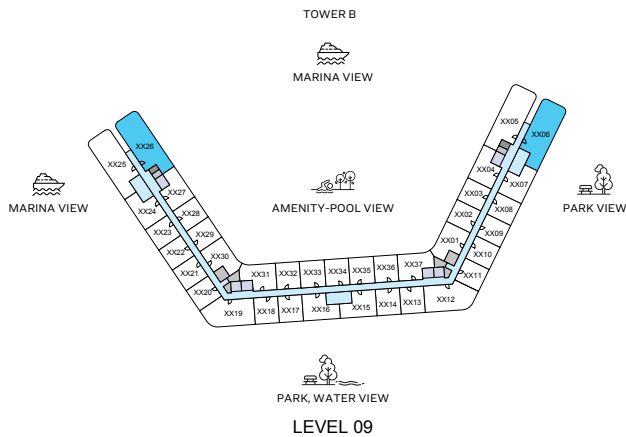 TOWER B
MARINA VIEW
XX05
XX06
XX26
XX25
XX04
XX07
XX27
XX03
XX08
MARINA VIEW
AMENITY-POOL VIEW
PARK VIEW
XX24
XX28
XX02
XX09
XX23
XX29
XX01
XX10
XX22
XX30
XX11
XX21
XX31
XX32
XX33
XX34
XX35
XX36
XX37
XX20
XX19
XX18
XX17
XX16
XX15
XX14
XX13
XX12
PARK, WATER VIEW
LEVEL 09